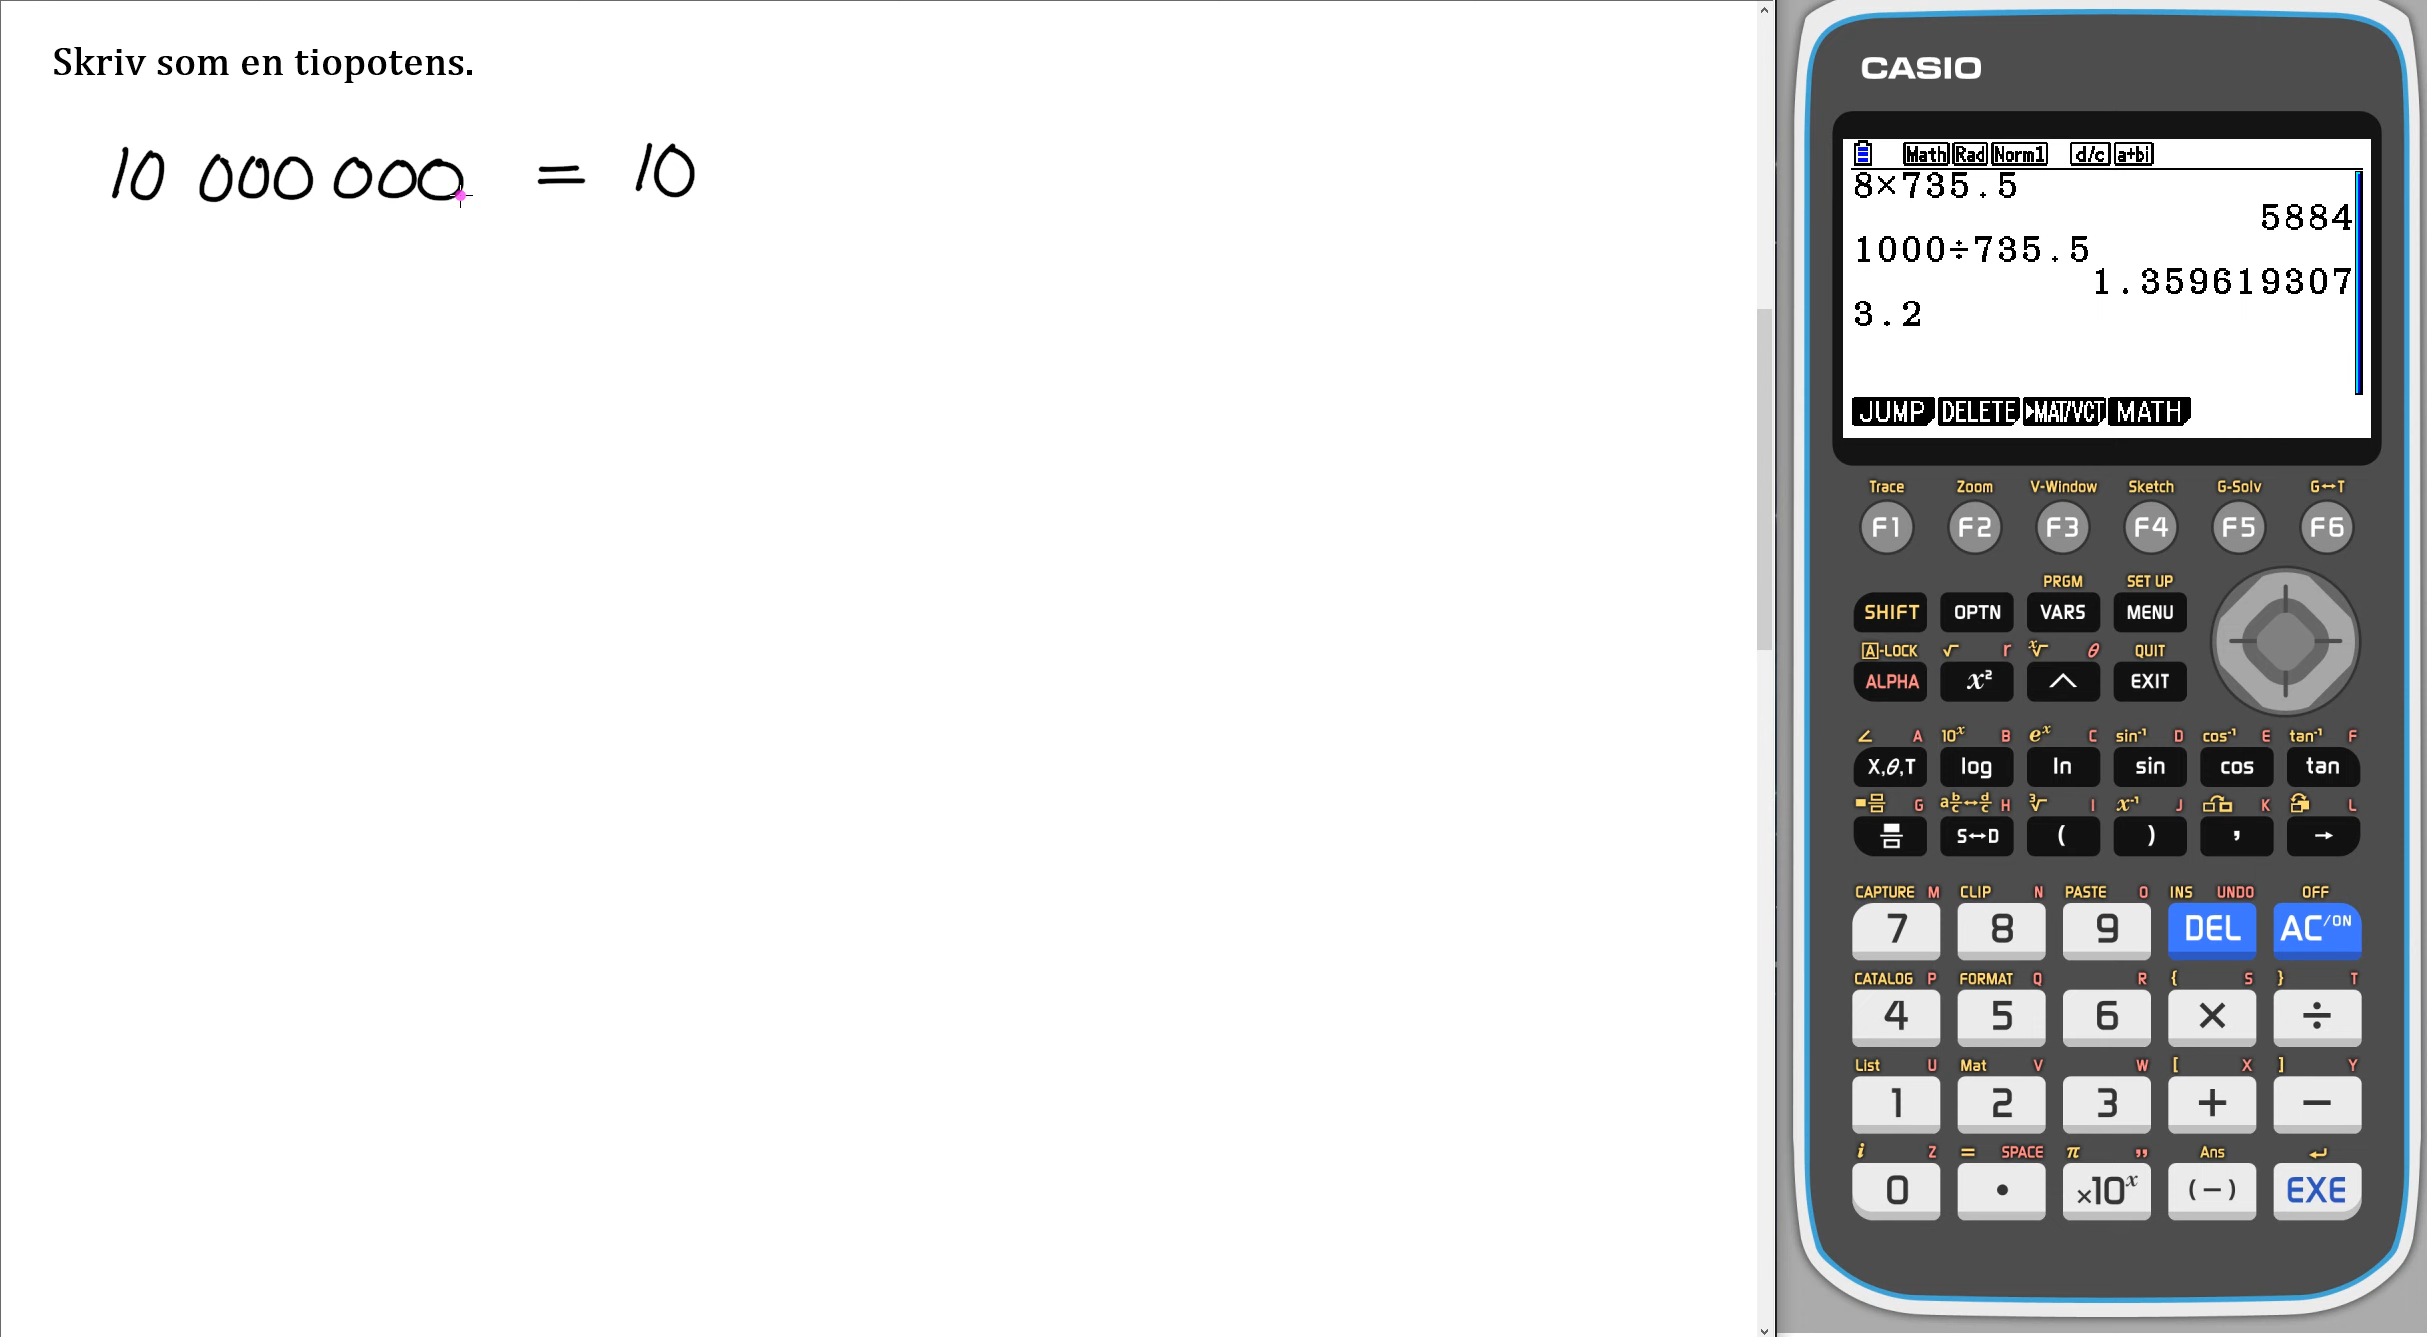 Skriv som en tiopotens.
10 000 000 = 10
CASIO
Math Rad Norm1 d/c a+bi
8×735.5
5884
1000÷735.5
1.359619307
3.2
JUMP DELETE ▶MAT/VCT MATH
Trace Zoom V-Window Sketch G-Solv G↔T
F1 F2 F3 F4 F5 F6
PRGM SET UP
SHIFT OPTN VARS MENU
A-LOCK √ r ˣ√ θ QUIT
ALPHA x² ^ EXIT
∠ A 10ˣ B eˣ C sin⁻¹ D cos⁻¹ E tan⁻¹ F
X,θ,T log ln sin cos tan
G a b/c↔d/c H ³√ I x⁻¹ J K L
S↔D ( ) , →
CAPTURE M CLIP N PASTE O INS UNDO OFF
7 8 9 DEL AC/ON
CATALOG P FORMAT Q R { S } T
4 5 6 × ÷
List U Mat V W [ X ] Y
1 2 3 + −
i Z = SPACE π " Ans ↵
0 • ×10ˣ (−) EXE